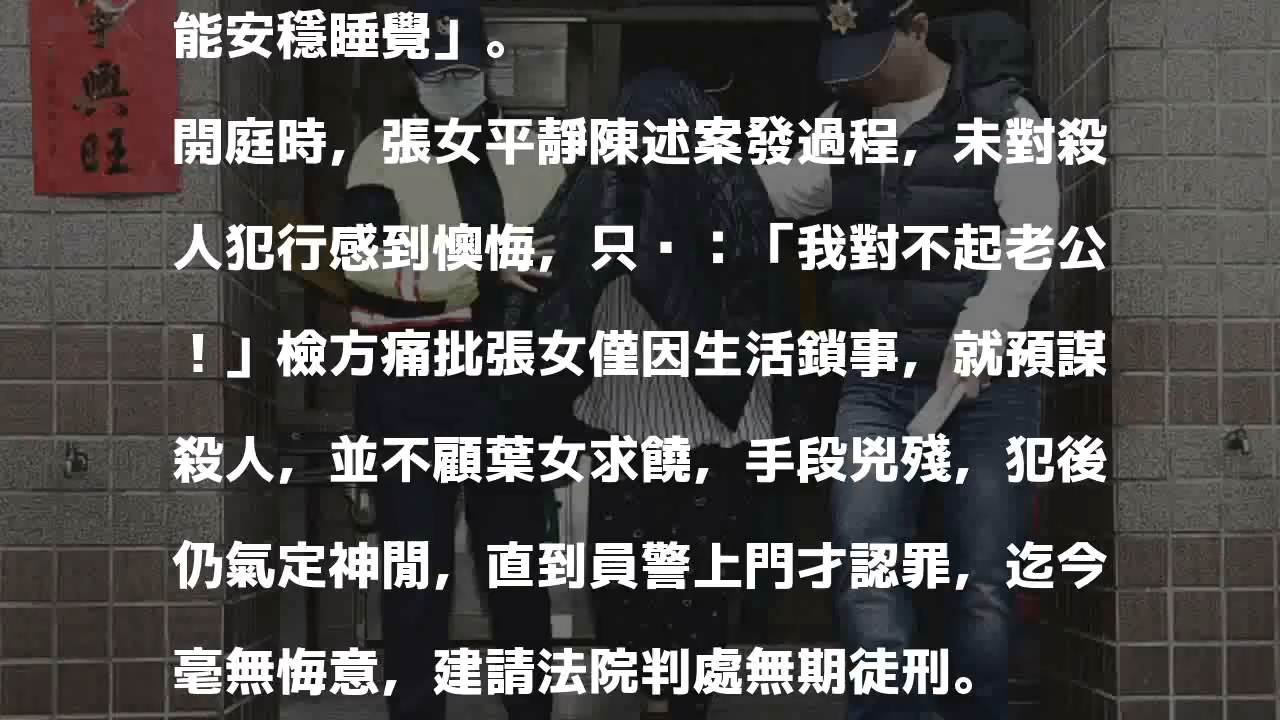 能安穩睡覺」。
開庭時，張女平靜陳述案發過程，未對殺
人犯行感到懊悔，只▪：「我對不起老公
！」檢方痛批張女僅因生活鎖事，就預謀
殺人，並不顧葉女求饒，手段兇殘，犯後
仍氣定神閒，直到員警上門才認罪，迄今
毫無悔意，建請法院判處無期徒刑。
興旺